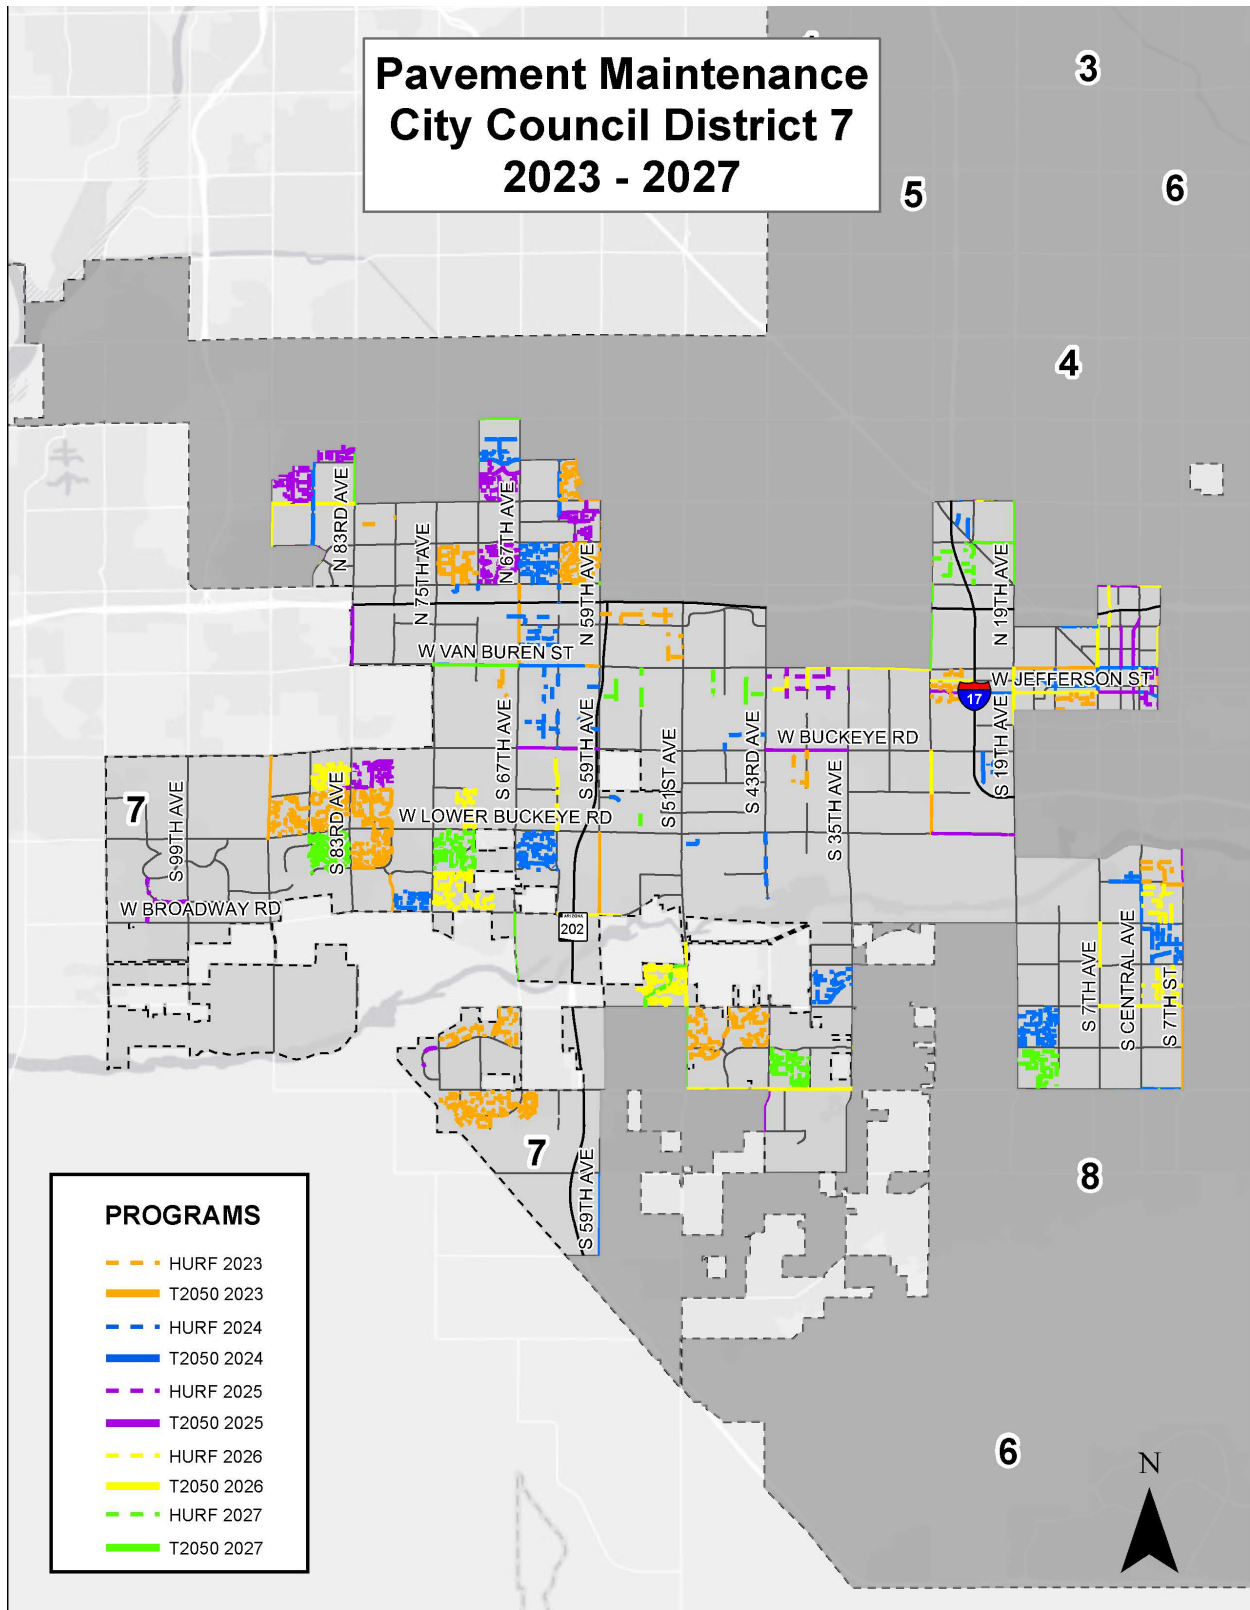 Pavement Maintenance
City Council District 7
2023 - 2027
3
5
6
4
N 83RD AVE
N 75TH AVE
N 67TH AVE
N 59TH AVE
N 19TH AVE
W VAN BUREN ST
W JEFFERSON ST
17
S 67TH AVE
S 59TH AVE
S 51ST AVE
S 43RD AVE
W BUCKEYE RD
S 35TH AVE
S 19TH AVE
7
S 99TH AVE
S 83RD AVE
W LOWER BUCKEYE RD
W BROADWAY RD
ARIZONA
202
S 7TH AVE
S CENTRAL AVE
S 7TH ST
7
S 59TH AVE
8
6
N
PROGRAMS
HURF 2023
T2050 2023
HURF 2024
T2050 2024
HURF 2025
T2050 2025
HURF 2026
T2050 2026
HURF 2027
T2050 2027